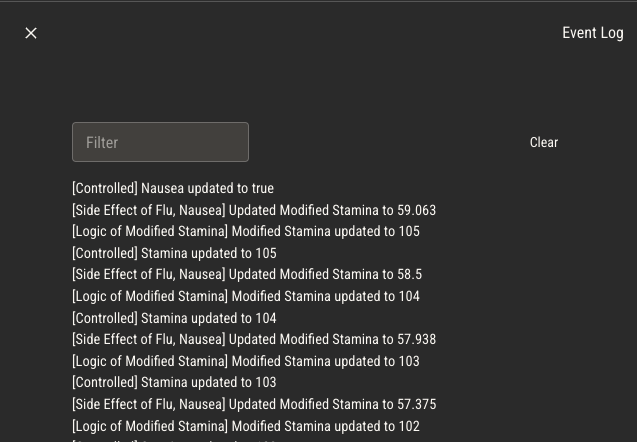 Event Log
Filter
Clear
[Controlled] Nausea updated to true
[Side Effect of Flu, Nausea] Updated Modified Stamina to 59.063
[Logic of Modified Stamina] Modified Stamina updated to 105
[Controlled] Stamina updated to 105
[Side Effect of Flu, Nausea] Updated Modified Stamina to 58.5
[Logic of Modified Stamina] Modified Stamina updated to 104
[Controlled] Stamina updated to 104
[Side Effect of Flu, Nausea] Updated Modified Stamina to 57.938
[Logic of Modified Stamina] Modified Stamina updated to 103
[Controlled] Stamina updated to 103
[Side Effect of Flu, Nausea] Updated Modified Stamina to 57.375
[Logic of Modified Stamina] Modified Stamina updated to 102